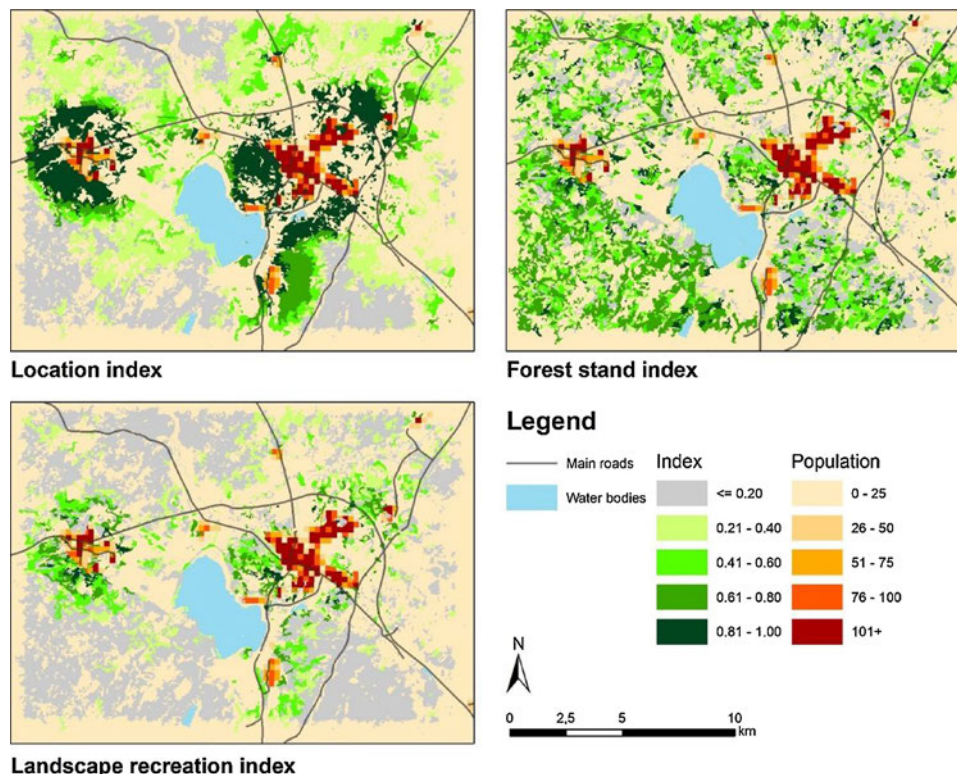 Location index
Forest stand index
Landscape recreation index
Legend
Main roads
Water bodies
Index
<= 0.20
0.21 - 0.40
0.41 - 0.60
0.61 - 0.80
0.81 - 1.00
Population
0 - 25
26 - 50
51 - 75
76 - 100
101+
N
0 2,5 5 10
km